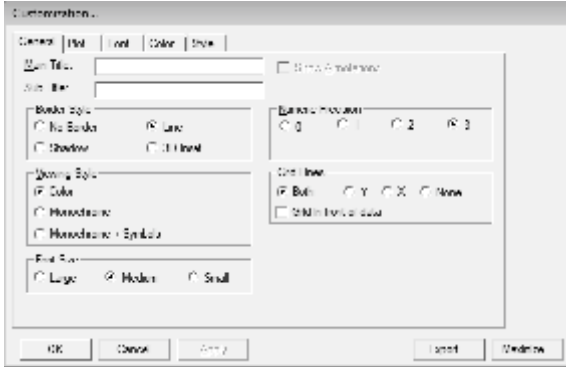 Customization...
General Plot Font Color Style
Main Title:
Sub Title:
Show Annotations
Border Style
No Border Line
Shadow 3D Inset
Numeric Precision
0 1 2 3
Viewing Style
Color
Monochrome
Monochrome + Symbols
Grid Lines
Both Y X None
Grid in front of data
Font Size
Large Medium Small
OK Cancel Apply Export Maximize